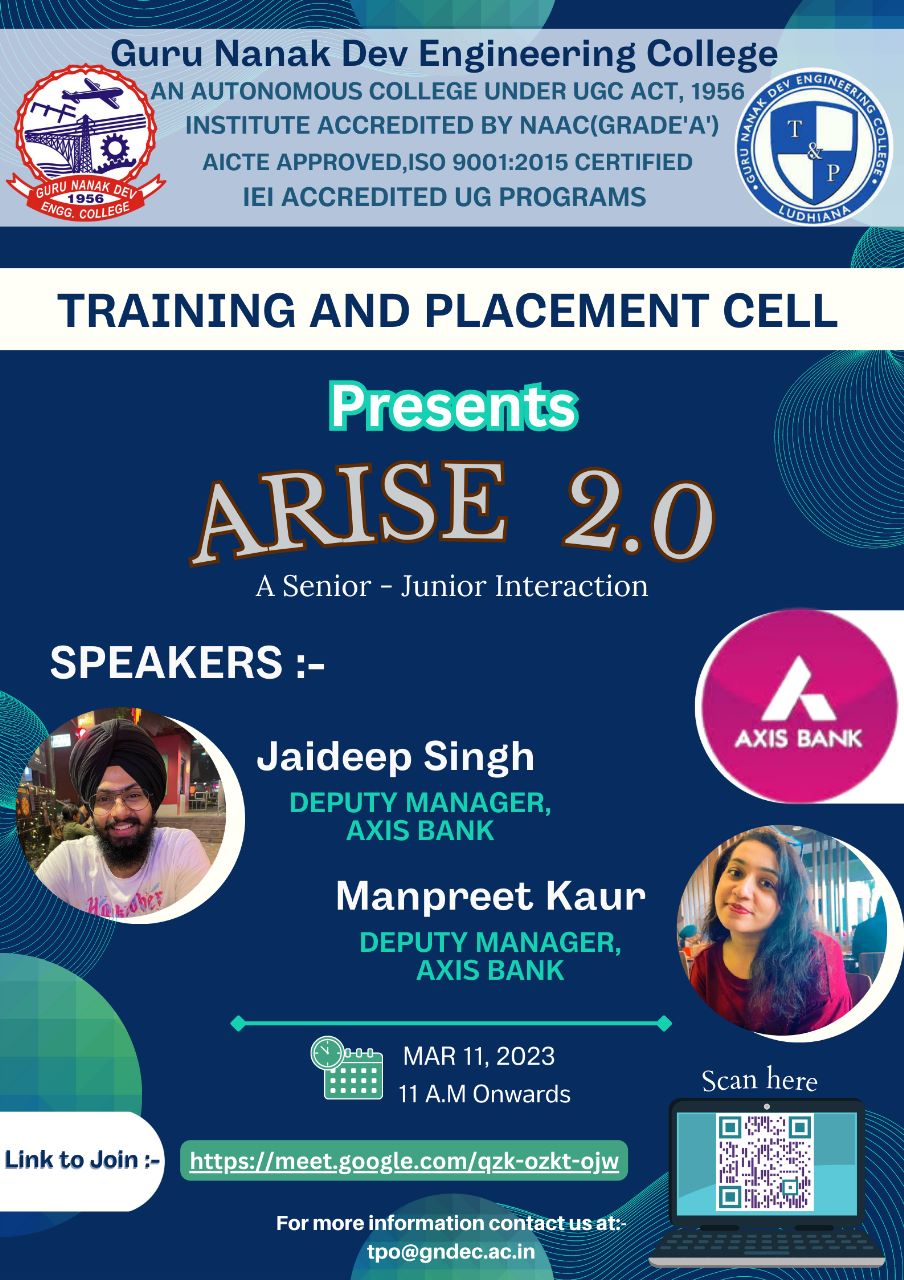 Guru Nanak Dev Engineering College
AN AUTONOMOUS COLLEGE UNDER UGC ACT, 1956
INSTITUTE ACCREDITED BY NAAC(GRADE'A')
AICTE APPROVED,ISO 9001:2015 CERTIFIED
IEI ACCREDITED UG PROGRAMS
GURU NANAK DEV
1956
ENGG. COLLEGE
GURU NANAK DEV ENGINEERING COLLEGE
T
&
P
LUDHIANA
TRAINING AND PLACEMENT CELL
Presents
ARISE 2.0
A Senior - Junior Interaction
SPEAKERS :-
AXIS BANK
Jaideep Singh
DEPUTY MANAGER,
AXIS BANK
Manpreet Kaur
DEPUTY MANAGER,
AXIS BANK
MAR 11, 2023
11 A.M Onwards
Scan here
Link to Join :-
https://meet.google.com/qzk-ozkt-ojw
For more information contact us at:-
tpo@gndec.ac.in